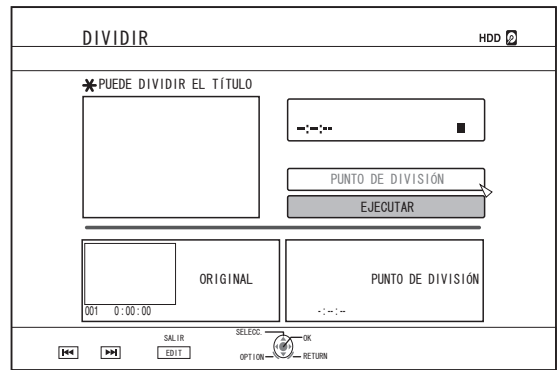 DIVIDIR
HDD
PUEDE DIVIDIR EL TÍTULO
–:–:--
PUNTO DE DIVISIÓN
EJECUTAR
ORIGINAL
001 0:00:00
PUNTO DE DIVISIÓN
-:--:--
SALIR
EDIT
SELECC.
OK
OPTION
RETURN